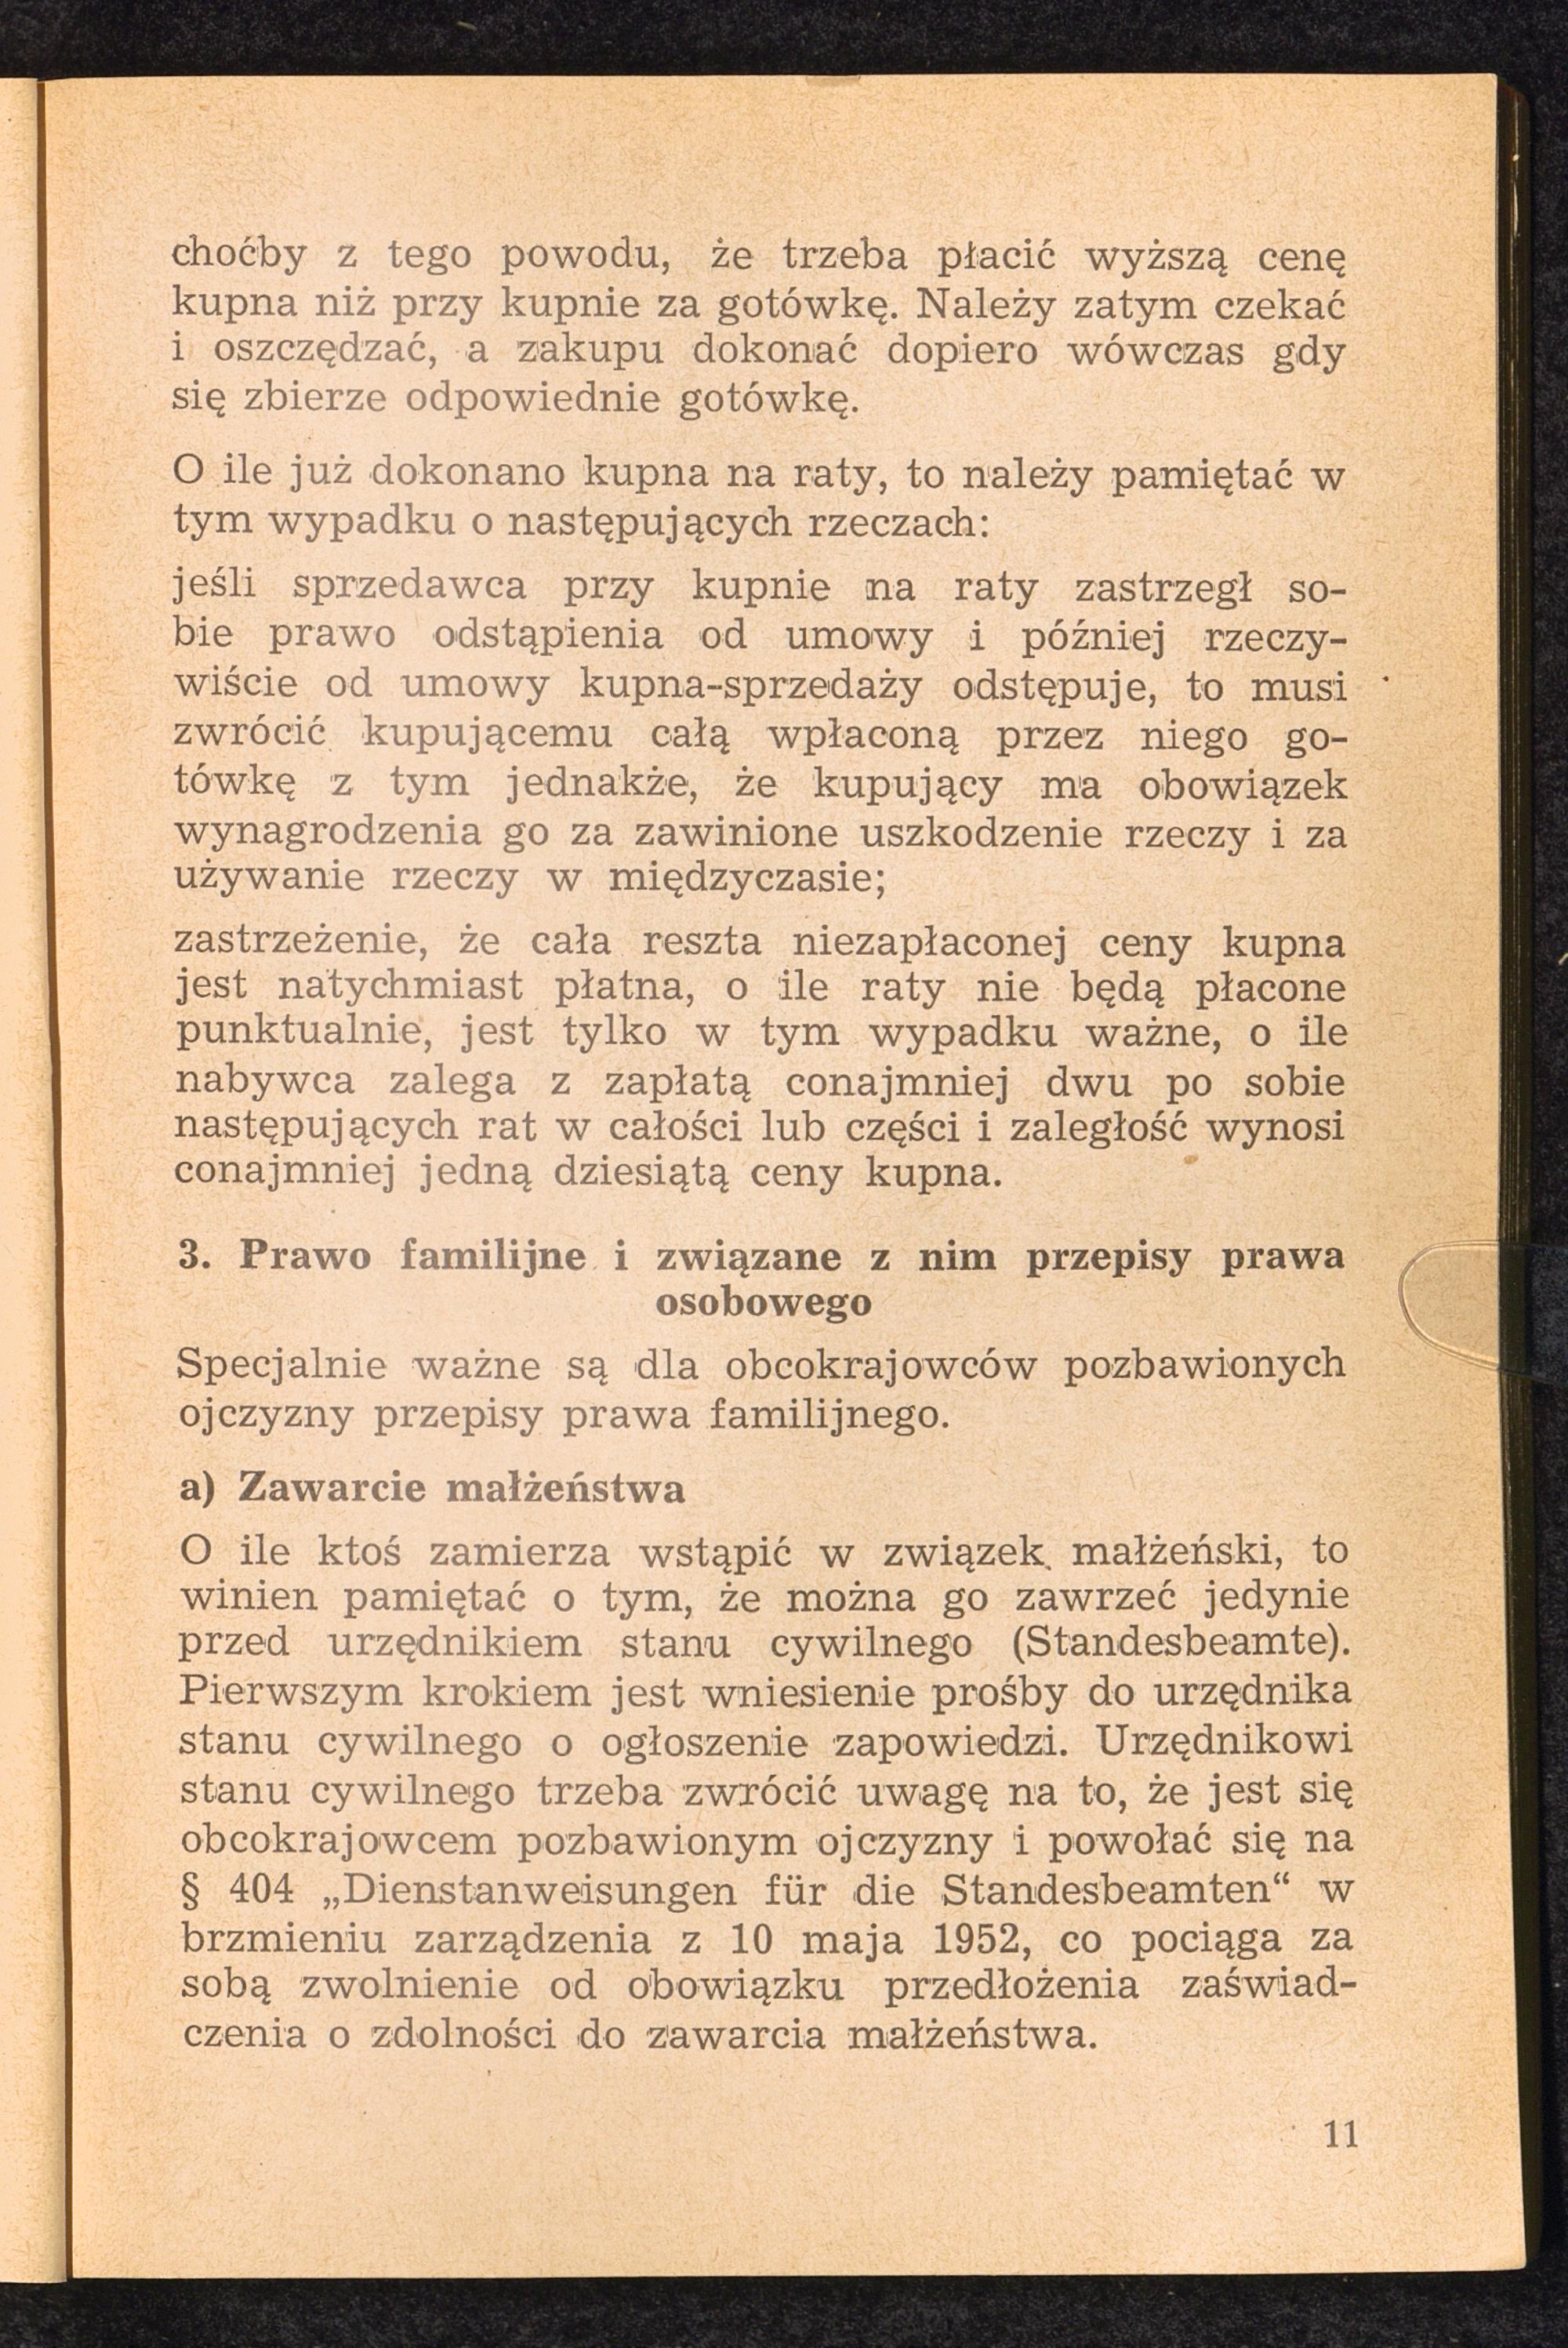 choćby z tego powodu, że trzeba płacić wyższą cenę
kupna niż przy kupnie za gotówkę. Należy zatym czekać
i oszczędzać, a zakupu dokonać dopiero wówczas gdy
się zbierze odpowiednie gotówkę.
O ile już dokonano kupna na raty, to należy pamiętać w
tym wypadku o następujących rzeczach:
jeśli sprzedawca przy kupnie na raty zastrzegł so-
bie prawo odstąpienia od umowy i później rzeczy-
wiście od umowy kupna-sprzedaży odstępuje, to musi
zwrócić kupującemu całą wpłaconą przez niego go-
tówkę z tym jednakże, że kupujący ma obowiązek
wynagrodzenia go za zawinione uszkodzenie rzeczy i za
używanie rzeczy w międzyczasie;
zastrzeżenie, że cała reszta niezapłaconej ceny kupna
jest natychmiast płatna, o ile raty nie będą płacone
punktualnie, jest tylko w tym wypadku ważne, o ile
nabywca zalega z zapłatą conajmniej dwu po sobie
następujących rat w całości lub części i zaległość wynosi
conajmniej jedną dziesiątą ceny kupna.
3. Prawo familijne i związane z nim przepisy prawa
osobowego
Specjalnie ważne są dla obcokrajowców pozbawionych
ojczyzny przepisy prawa familijnego.
a) Zawarcie małżeństwa
O ile ktoś zamierza wstąpić w związek małżeński, to
winien pamiętać o tym, że można go zawrzeć jedynie
przed urzędnikiem stanu cywilnego (Standesbeamte).
Pierwszym krokiem jest wniesienie prośby do urzędnika
stanu cywilnego o ogłoszenie zapowiedzi. Urzędnikowi
stanu cywilnego trzeba zwrócić uwagę na to, że jest się
obcokrajowcem pozbawionym ojczyzny i powołać się na
§ 404 „Dienstanweisungen für die Standesbeamten“ w
brzmieniu zarządzenia z 10 maja 1952, co pociąga za
sobą zwolnienie od obowiązku przedłożenia zaświad-
czenia o zdolności do zawarcia małżeństwa.
11